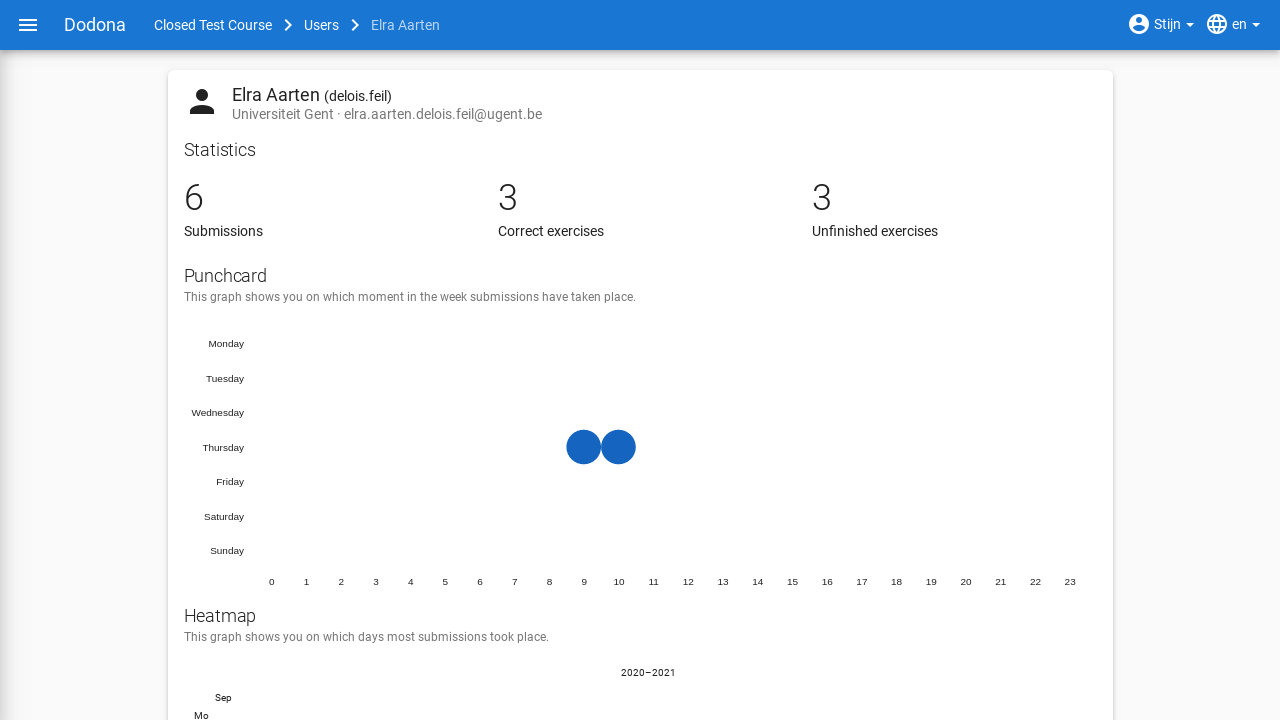 Dodona Closed Test Course Users Elra Aarten Stijn en
Elra Aarten (delois.feil)
Universiteit Gent · elra.aarten.delois.feil@ugent.be
Statistics
6 3 3
Submissions Correct exercises Unfinished exercises
Punchcard
This graph shows you on which moment in the week submissions have taken place.
Monday
Tuesday
Wednesday
Thursday
Friday
Saturday
Sunday
0 1 2 3 4 5 6 7 8 9 10 11 12 13 14 15 16 17 18 19 20 21 22 23
Heatmap
This graph shows you on which days most submissions took place.
2020–2021
Sep
Mo